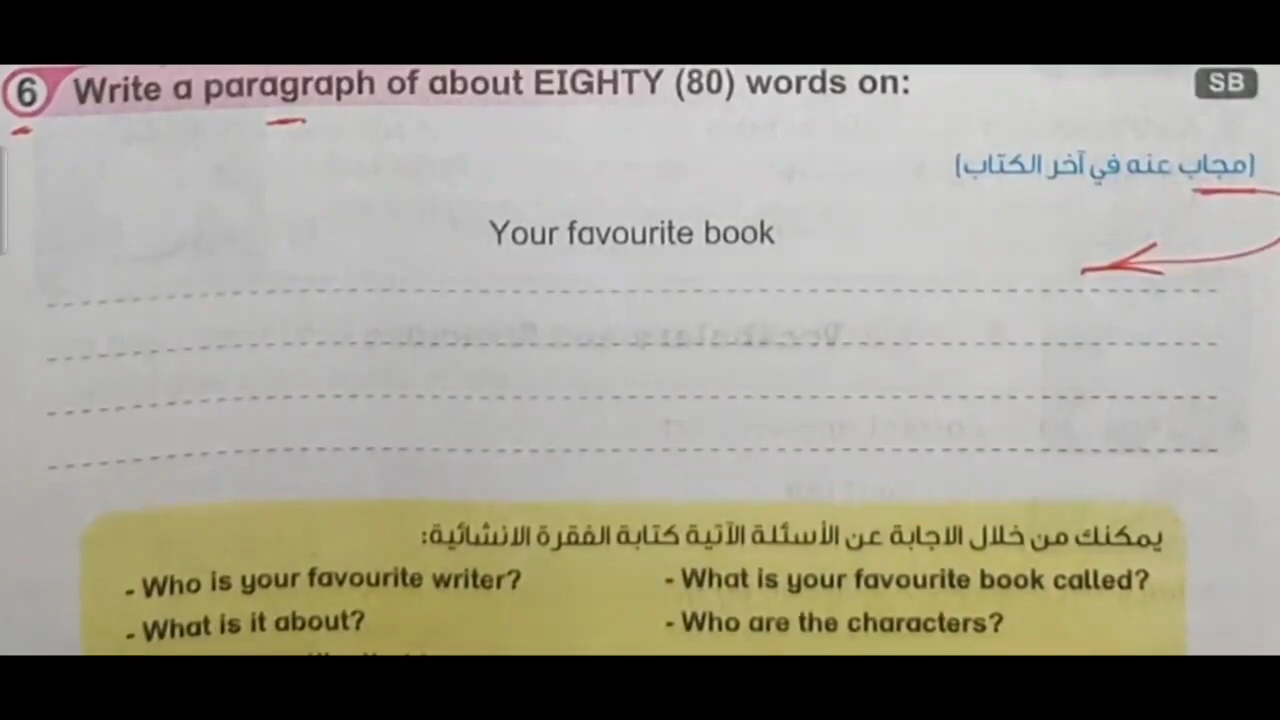 6 Write a paragraph of about EIGHTY (80) words on: SB
(مجاب عنه في آخر الكتاب)
Your favourite book
يمكنك من خلال الاجابة عن الأسئلة الآتية كتابة الفقرة الانشائية:
- Who is your favourite writer? - What is your favourite book called?
- What is it about? - Who are the characters?